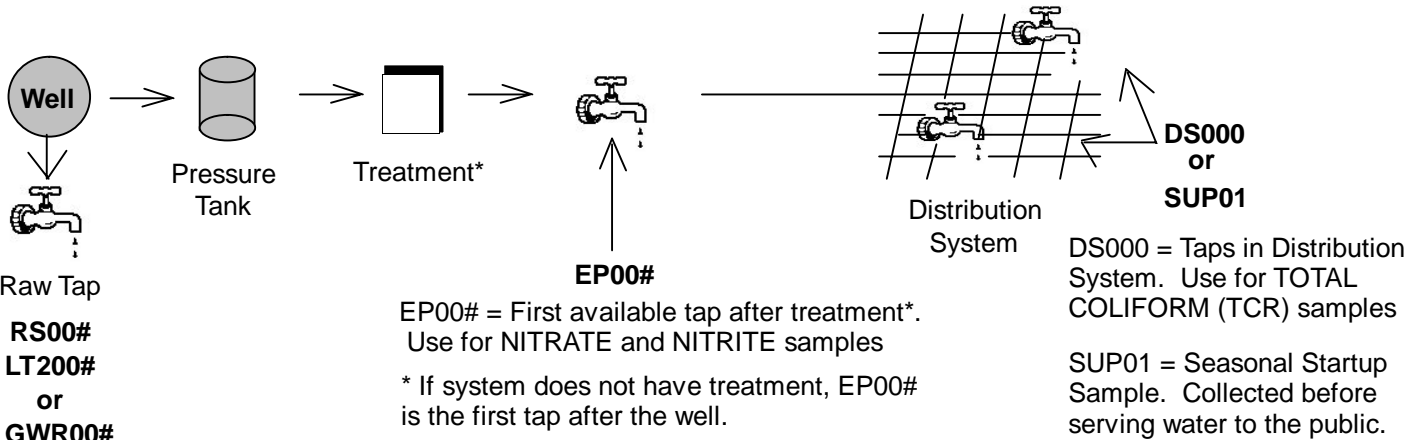 Well
Pressure
Tank
Treatment*
Raw Tap
RS00#
LT200#
or
GWR00#
EP00#
EP00# = First available tap after treatment*.
Use for NITRATE and NITRITE samples
* If system does not have treatment, EP00#
is the first tap after the well.
Distribution
System
DS000
or
SUP01
DS000 = Taps in Distribution
System. Use for TOTAL
COLIFORM (TCR) samples
SUP01 = Seasonal Startup
Sample. Collected before
serving water to the public.